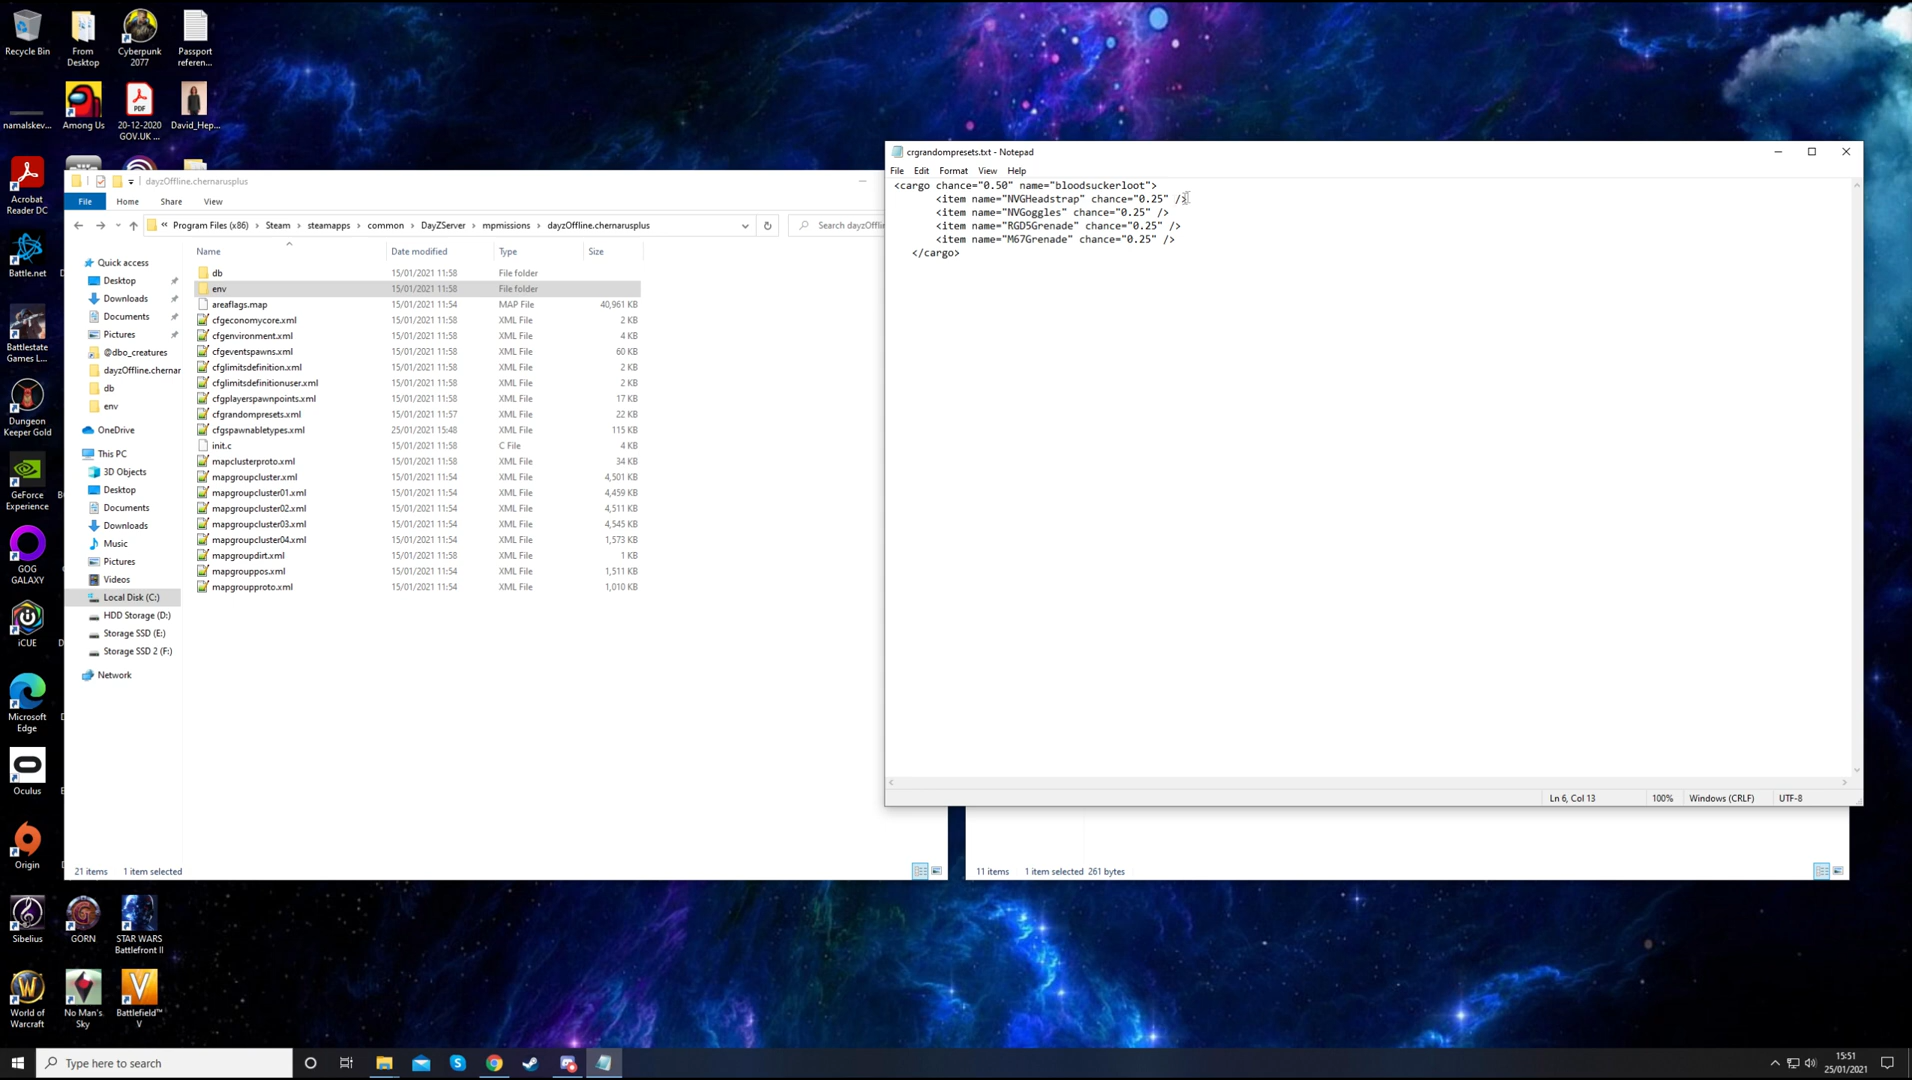 Recycle Bin
From
Desktop
Cyberpunk
2077
Passport
referen...
namalskev...
Among Us
20-12-2020
GOV.UK ...
David_Hep...
PDF
Acrobat
Reader DC
Battle.net
Battlestate
Games L...
Dungeon
Keeper Gold
GeForce
Experience
GOG
GALAXY
iCUE
Microsoft
Edge
Oculus
Origin
Sibelius
GORN
STAR WARS
Battlefront II
World of
Warcraft
No Man's
Sky
Battlefield™
V
dayzOffline.chernarusplus
File Home Share View
« Program Files (x86) > Steam > steamapps > common > DayZServer > mpmissions > dayzOffline.chernarusplus
Search dayzOffli
Name Date modified Type Size
Quick access
Desktop
Downloads
Documents
Pictures
@dbo_creatures
dayzOffline.chernar
db
env
OneDrive
This PC
3D Objects
Desktop
Documents
Downloads
Music
Pictures
Videos
Local Disk (C:)
HDD Storage (D:)
Storage SSD (E:)
Storage SSD 2 (F:)
Network
db 15/01/2021 11:58 File folder
env 15/01/2021 11:58 File folder
areaflags.map 15/01/2021 11:54 MAP File 40,961 KB
cfgeconomycore.xml 15/01/2021 11:58 XML File 2 KB
cfgenvironment.xml 15/01/2021 11:58 XML File 4 KB
cfgeventspawns.xml 15/01/2021 11:58 XML File 60 KB
cfglimitsdefinition.xml 15/01/2021 11:58 XML File 2 KB
cfglimitsdefinitionuser.xml 15/01/2021 11:58 XML File 2 KB
cfgplayerspawnpoints.xml 15/01/2021 11:58 XML File 17 KB
cfgrandompresets.xml 15/01/2021 11:57 XML File 22 KB
cfgspawnabletypes.xml 25/01/2021 15:48 XML File 115 KB
init.c 15/01/2021 11:58 C File 4 KB
mapclusterproto.xml 15/01/2021 11:58 XML File 34 KB
mapgroupcluster.xml 15/01/2021 11:54 XML File 4,501 KB
mapgroupcluster01.xml 15/01/2021 11:54 XML File 4,459 KB
mapgroupcluster02.xml 15/01/2021 11:54 XML File 4,511 KB
mapgroupcluster03.xml 15/01/2021 11:54 XML File 4,545 KB
mapgroupcluster04.xml 15/01/2021 11:54 XML File 1,573 KB
mapgroupdirt.xml 15/01/2021 11:58 XML File 1 KB
mapgrouppos.xml 15/01/2021 11:54 XML File 1,511 KB
mapgroupproto.xml 15/01/2021 11:54 XML File 1,010 KB
21 items 1 item selected
crgrandompresets.txt - Notepad
File Edit Format View Help
<cargo chance="0.50" name="bloodsuckerloot">
<item name="NVGHeadstrap" chance="0.25" />
<item name="NVGoggles" chance="0.25" />
<item name="RGD5Grenade" chance="0.25" />
<item name="M67Grenade" chance="0.25" />
</cargo>
Ln 6, Col 13 100% Windows (CRLF) UTF-8
11 items 1 item selected 261 bytes
Type here to search
15:51
25/01/2021